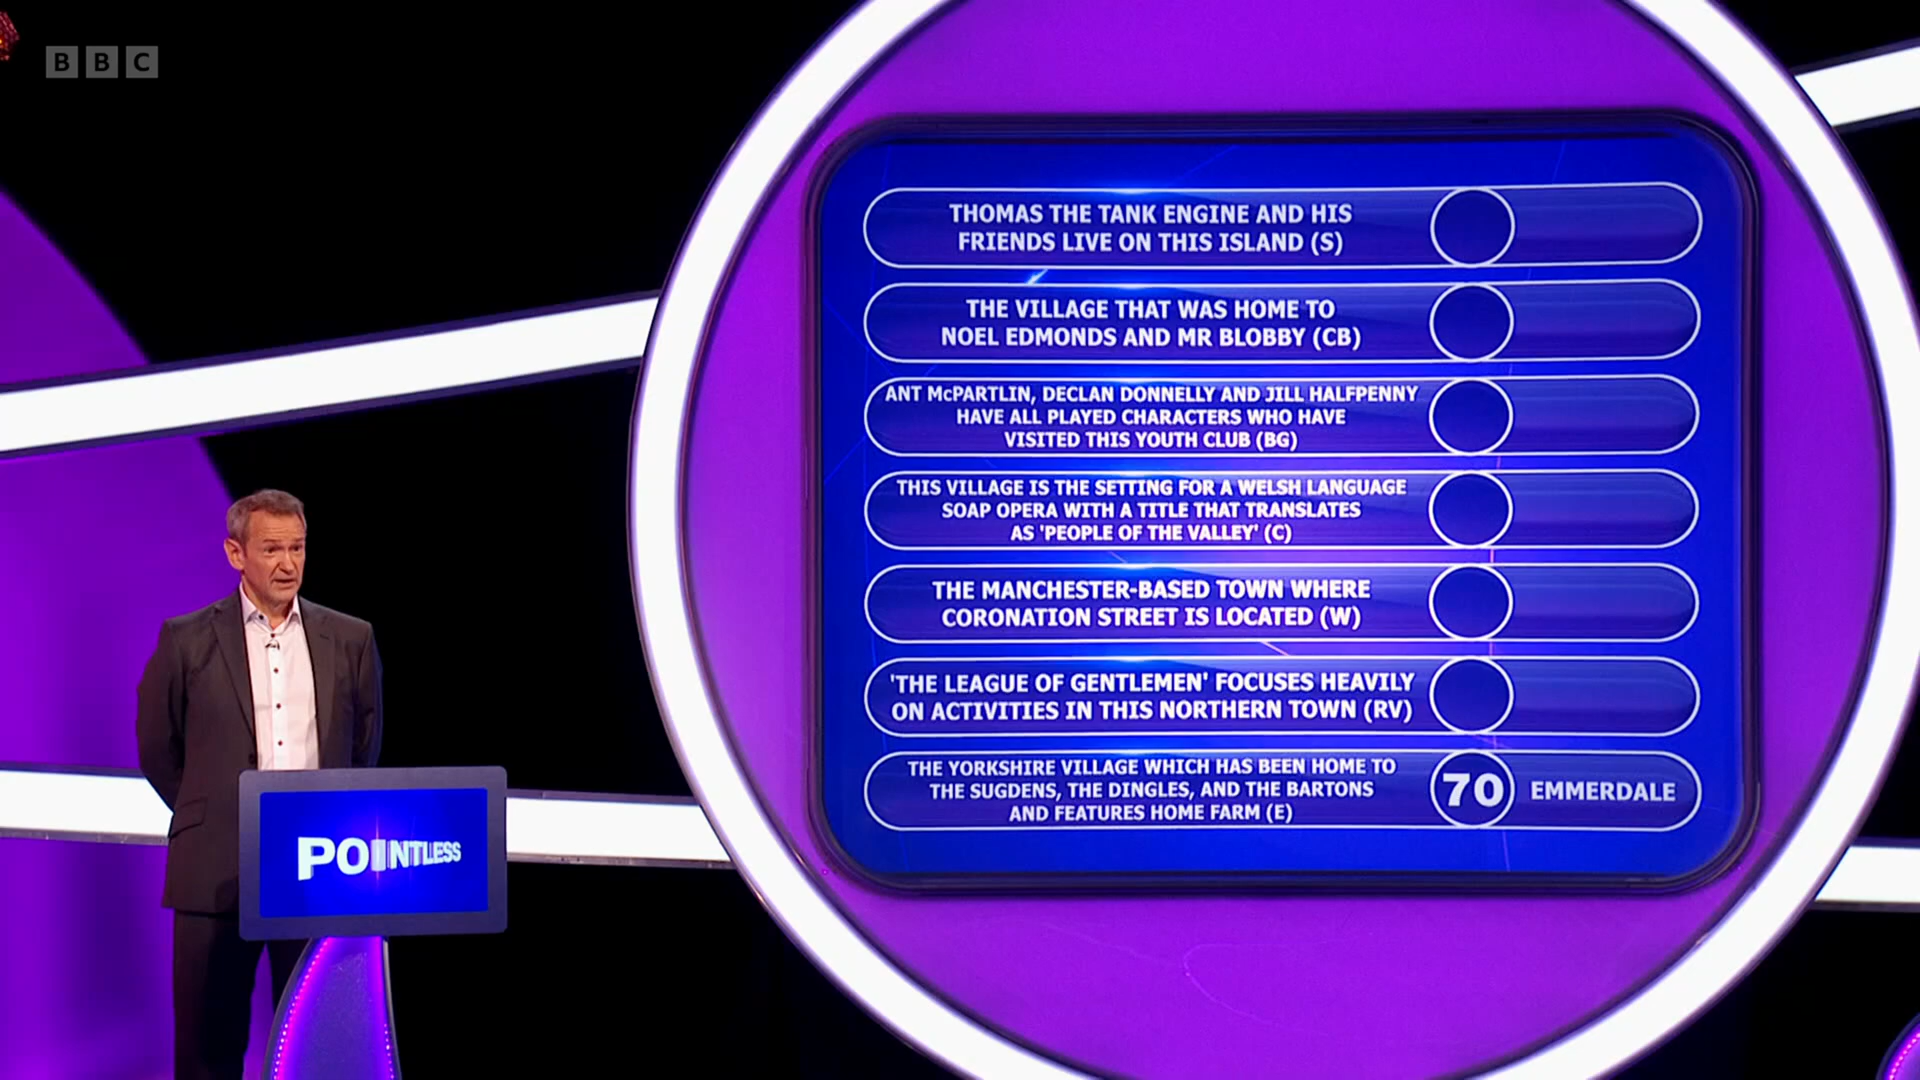 BBC
THOMAS THE TANK ENGINE AND HIS
FRIENDS LIVE ON THIS ISLAND (S)
THE VILLAGE THAT WAS HOME TO
NOEL EDMONDS AND MR BLOBBY (CB)
ANT McPARTLIN, DECLAN DONNELLY AND JILL HALFPENNY
HAVE ALL PLAYED CHARACTERS WHO HAVE
VISITED THIS YOUTH CLUB (BG)
THIS VILLAGE IS THE SETTING FOR A WELSH LANGUAGE
SOAP OPERA WITH A TITLE THAT TRANSLATES
AS 'PEOPLE OF THE VALLEY' (C)
THE MANCHESTER-BASED TOWN WHERE
CORONATION STREET IS LOCATED (W)
'THE LEAGUE OF GENTLEMEN' FOCUSES HEAVILY
ON ACTIVITIES IN THIS NORTHERN TOWN (RV)
THE YORKSHIRE VILLAGE WHICH HAS BEEN HOME TO
THE SUGDENS, THE DINGLES, AND THE BARTONS
AND FEATURES HOME FARM (E)
70 EMMERDALE
POINTLESS